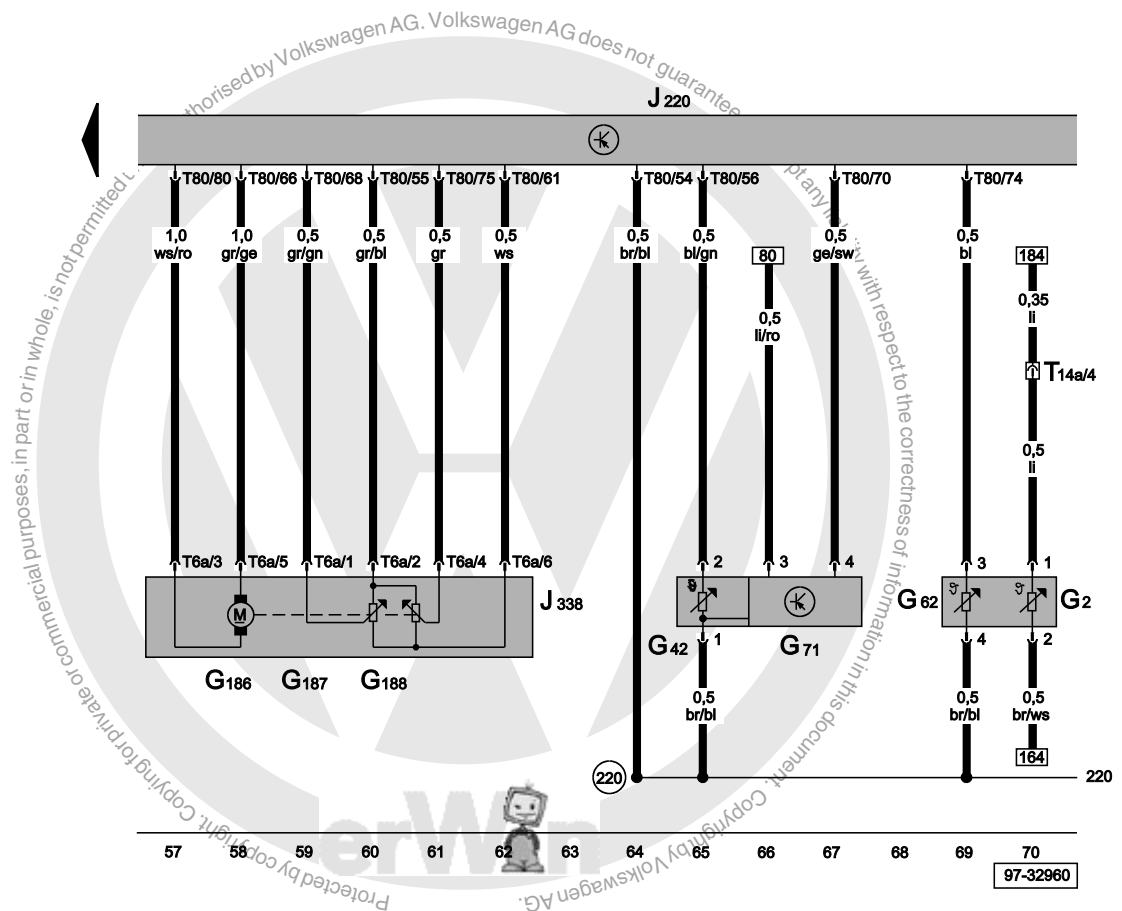 Protected by copyright. Copying for private or commercial purposes, in part or in whole, is not permitted
thorised by Volkswagen AG. Volkswagen AG does not guarantee
pt any liability with respect to the correctness of information in this document. Copyright by Volkswagen AG.
J 220
T80/80 T80/66 T80/68 T80/55 T80/75 T80/61 T80/54 T80/56 T80/70 T80/74
1,0 1,0 0,5 0,5 0,5 0,5 0,5 0,5 0,5 0,5
ws/ro gr/ge gr/gn gr/bl gr ws br/bl bl/gn ge/sw bl
80 184
0,35
li
0,5
li/ro
T14a/4
0,5
li
T6a/3 T6a/5 T6a/1 T6a/2 T6a/4 T6a/6 2 3 4 3 1
M
J 338
ϑ ϑ ϑ
G 62 G 2
1 4 2
G 42 G 71
G186 G187 G188
0,5 0,5 0,5
br/bl br/bl br/ws
164
220 220
erWin
57 58 59 60 61 62 63 64 65 66 67 68 69 70
97-32960